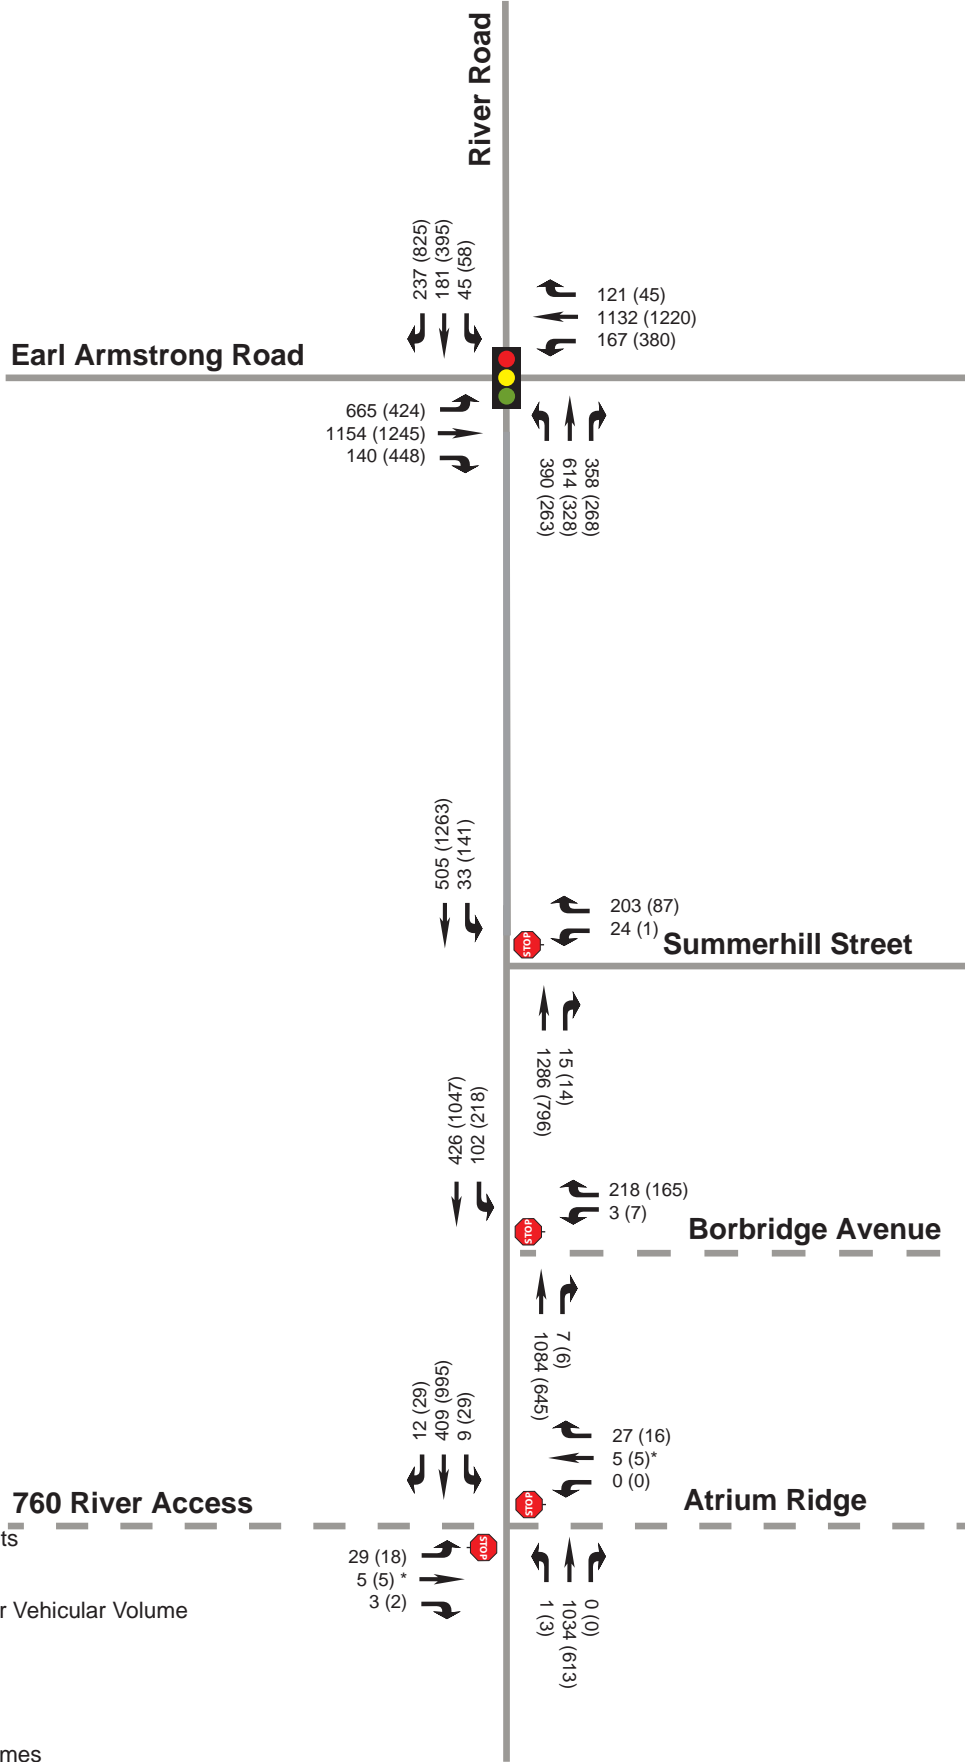 River Road
237 (825)
181 (395)
45 (58)
121 (45)
1132 (1220)
167 (380)
Earl Armstrong Road
665 (424)
1154 (1245)
140 (448)
390 (263)
614 (328)
358 (268)
505 (1263)
33 (141)
203 (87)
24 (1)
STOP
Summerhill Street
1286 (796)
15 (14)
426 (1047)
102 (218)
218 (165)
3 (7)
STOP
Borbridge Avenue
1084 (645)
7 (6)
12 (29)
409 (995)
9 (29)
27 (16)
5 (5)*
0 (0)
760 River Access
STOP
Atrium Ridge
ts
STOP
29 (18)
5 (5) *
3 (2)
1 (3)
1034 (613)
0 (0)
r Vehicular Volume
mes